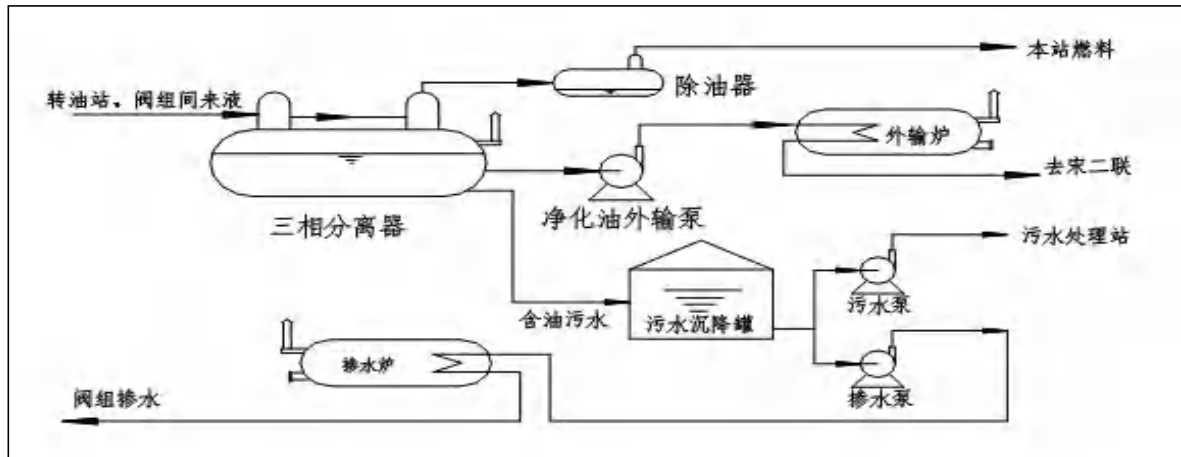 本站燃料
除油器
转油站、阀组间来液
外输炉
去宋二联
三相分离器
净化油外输泵
污水处理站
含油污水
污水沉降罐
污水泵
掺水炉
阀组掺水
掺水泵